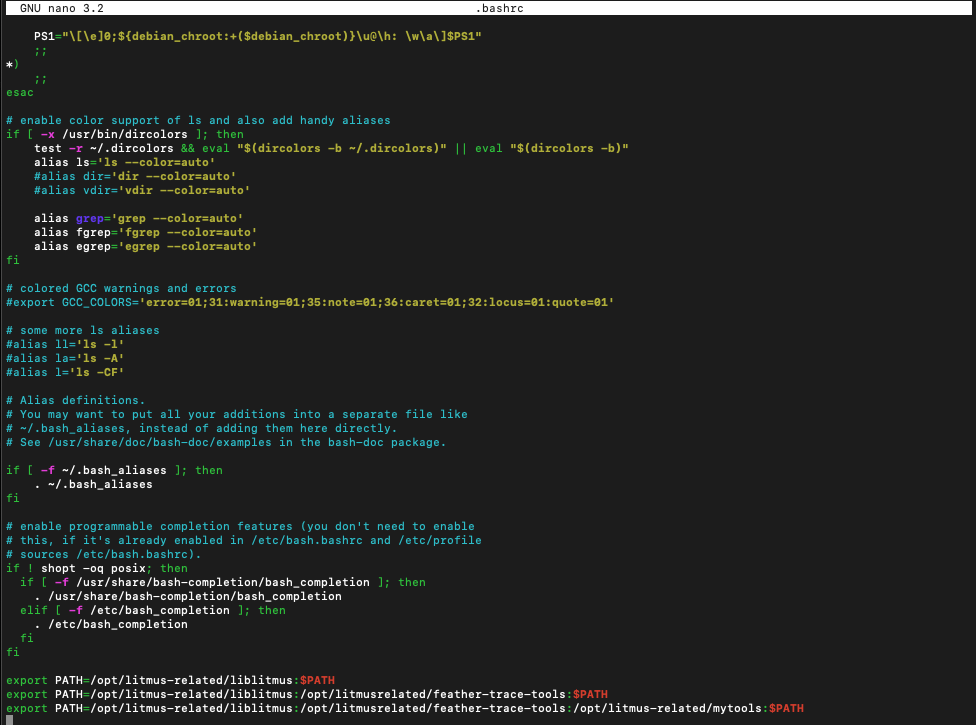 GNU nano 3.2 .bashrc
PS1="\[\e]0;${debian_chroot:+($debian_chroot)}\u@\h: \w\a\]$PS1"
;;
*)
;;
esac
# enable color support of ls and also add handy aliases
if [ -x /usr/bin/dircolors ]; then
test -r ~/.dircolors && eval "$(dircolors -b ~/.dircolors)" || eval "$(dircolors -b)"
alias ls='ls --color=auto'
#alias dir='dir --color=auto'
#alias vdir='vdir --color=auto'
alias grep='grep --color=auto'
alias fgrep='fgrep --color=auto'
alias egrep='egrep --color=auto'
fi
# colored GCC warnings and errors
#export GCC_COLORS='error=01;31:warning=01;35:note=01;36:caret=01;32:locus=01:quote=01'
# some more ls aliases
#alias ll='ls -l'
#alias la='ls -A'
#alias l='ls -CF'
# Alias definitions.
# You may want to put all your additions into a separate file like
# ~/.bash_aliases, instead of adding them here directly.
# See /usr/share/doc/bash-doc/examples in the bash-doc package.
if [ -f ~/.bash_aliases ]; then
. ~/.bash_aliases
fi
# enable programmable completion features (you don't need to enable
# this, if it's already enabled in /etc/bash.bashrc and /etc/profile
# sources /etc/bash.bashrc).
if ! shopt -oq posix; then
if [ -f /usr/share/bash-completion/bash_completion ]; then
. /usr/share/bash-completion/bash_completion
elif [ -f /etc/bash_completion ]; then
. /etc/bash_completion
fi
fi
export PATH=/opt/litmus-related/liblitmus:$PATH
export PATH=/opt/litmus-related/liblitmus:/opt/litmusrelated/feather-trace-tools:$PATH
export PATH=/opt/litmus-related/liblitmus:/opt/litmusrelated/feather-trace-tools:/opt/litmus-related/mytools:$PATH